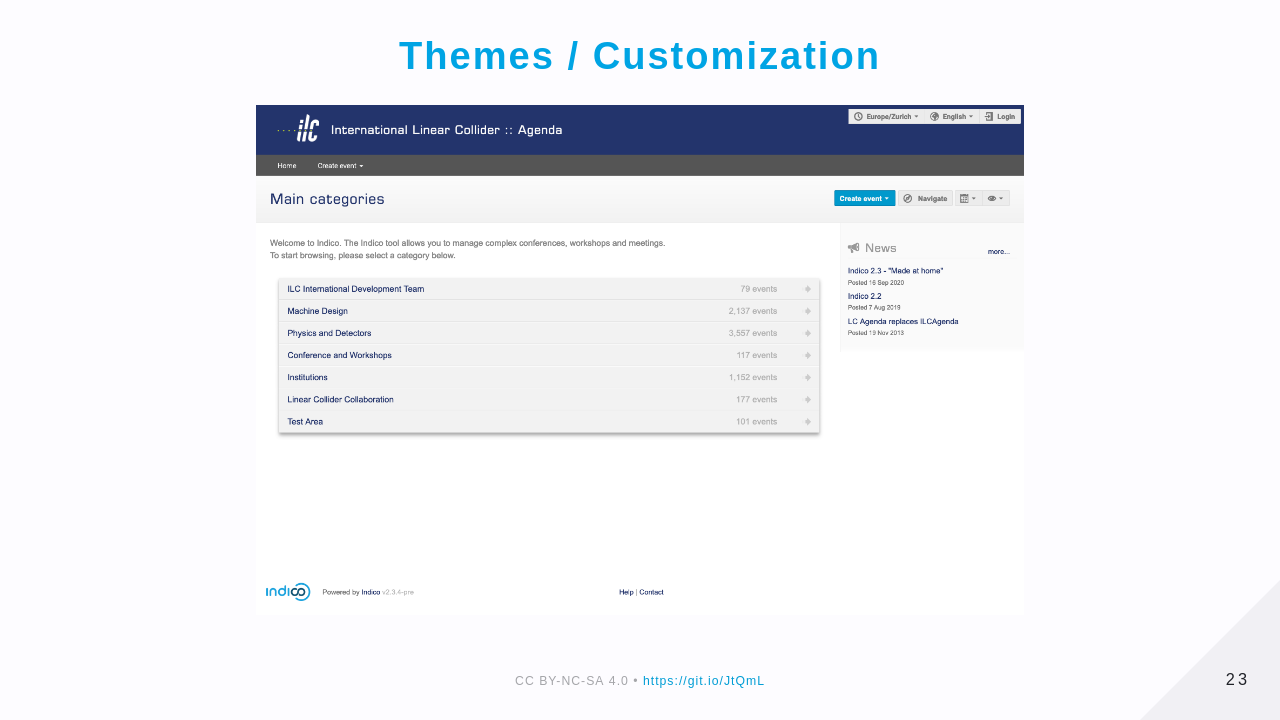 Themes / Customization
ilc International Linear Collider :: Agenda
Europe/Zurich English Login
Home Create event
Main categories
Create event Navigate
Welcome to Indico. The Indico tool allows you to manage complex conferences, workshops and meetings.
To start browsing, please select a category below.
ILC International Development Team 79 events
Machine Design 2,137 events
Physics and Detectors 3,557 events
Conference and Workshops 117 events
Institutions 1,152 events
Linear Collider Collaboration 177 events
Test Area 101 events
News more...
Indico 2.3 - "Made at home"
Posted 16 Sep 2020
Indico 2.2
Posted 7 Aug 2019
LC Agenda replaces ILCAgenda
Posted 19 Nov 2013
indico Powered by Indico v2.3.4-pre
Help | Contact
CC BY-NC-SA 4.0 • https://git.io/JtQmL
23